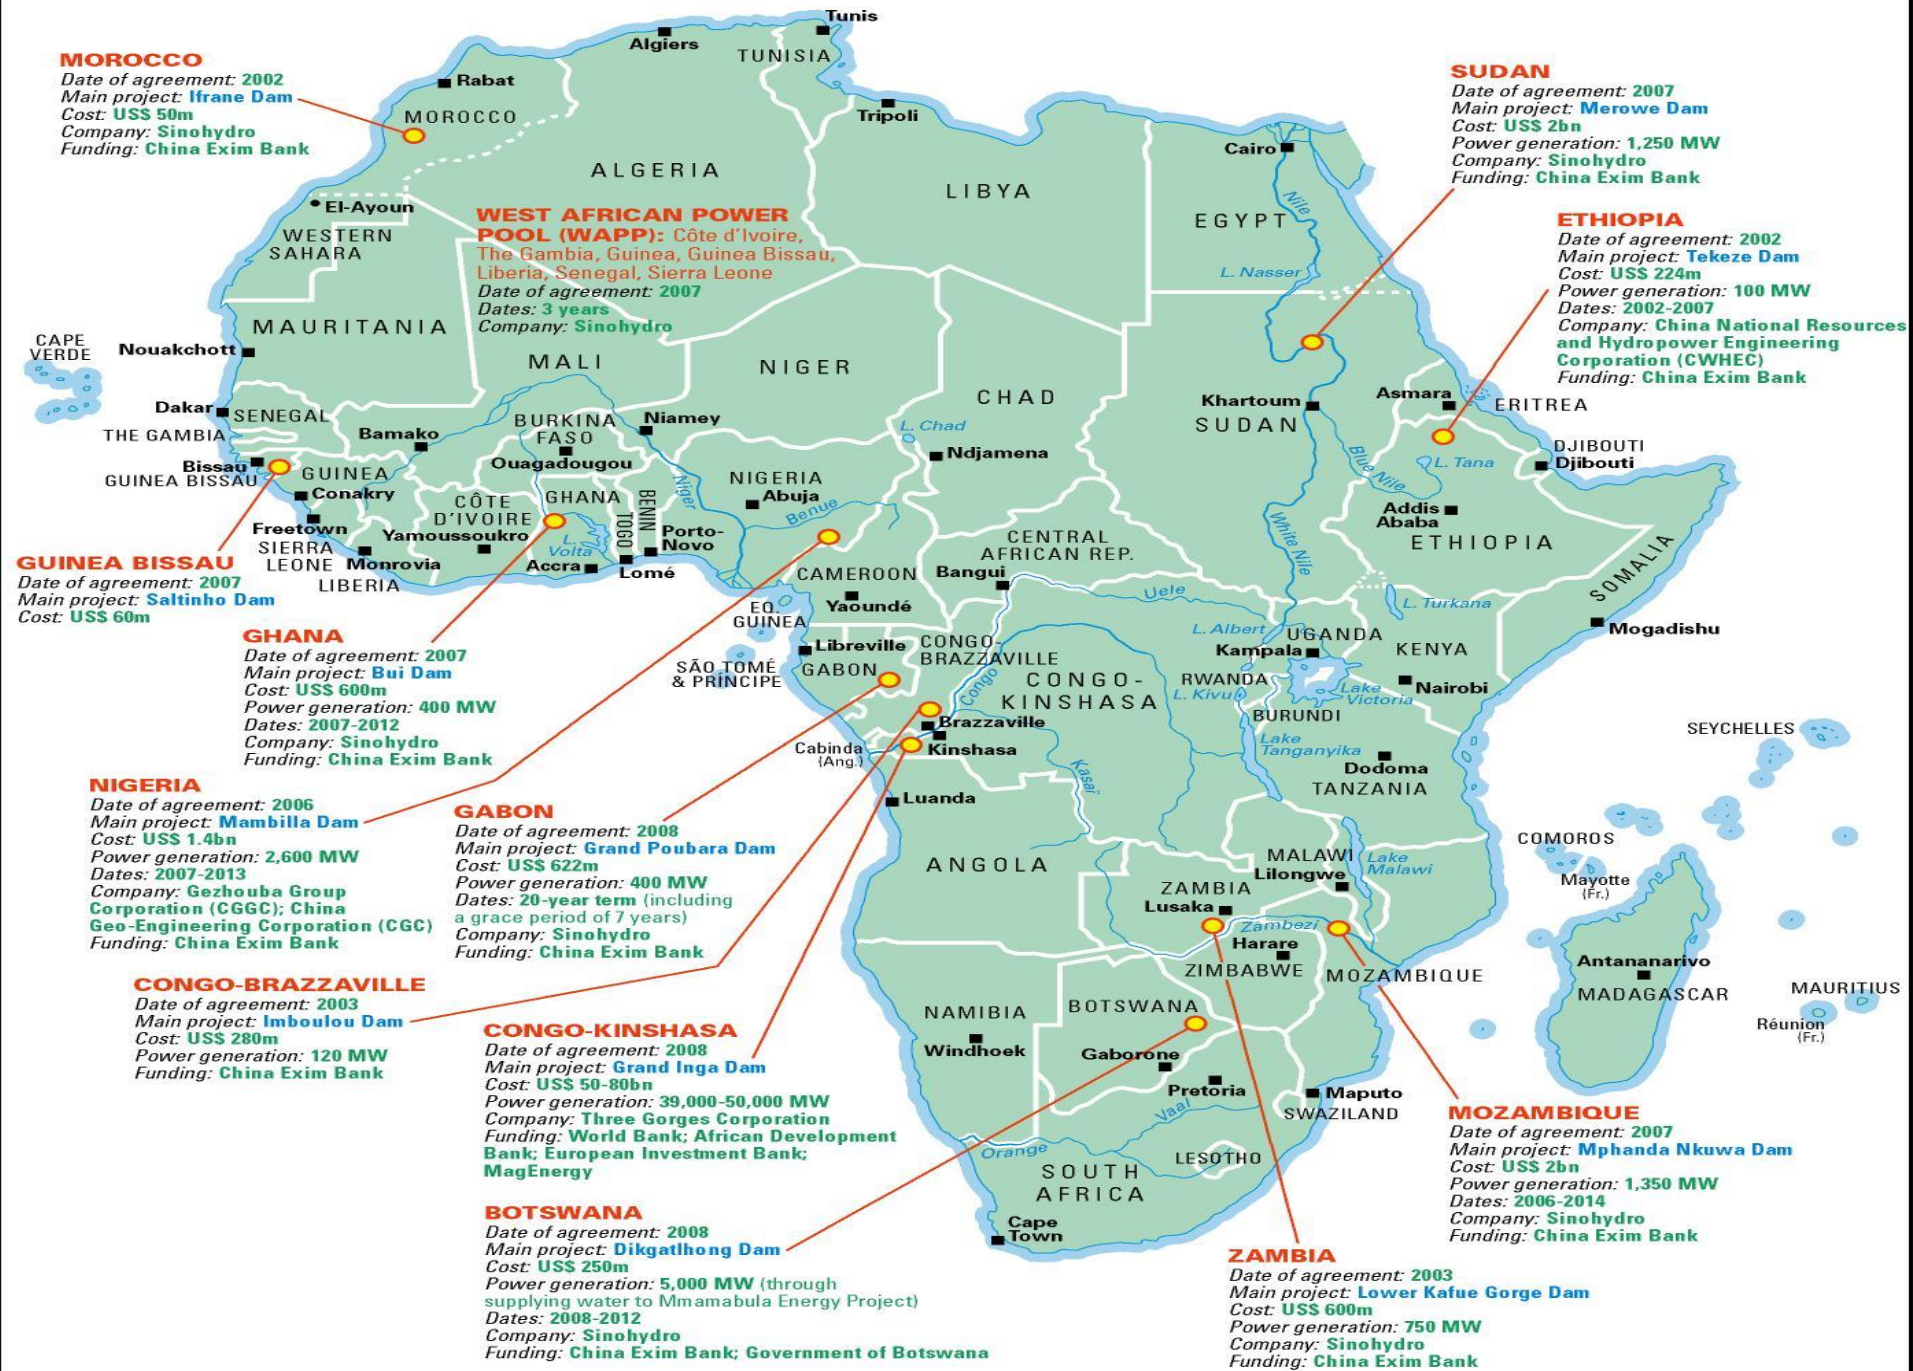 MOROCCO
Date of agreement: 2002
Main project: Ifrane Dam
Cost: US$ 50m
Company: Sinohydro
Funding: China Exim Bank
WEST AFRICAN POWER
POOL (WAPP): Côte d'Ivoire,
The Gambia, Guinea, Guinea Bissau,
Liberia, Senegal, Sierra Leone
Date of agreement: 2007
Dates: 3 years
Company: Sinohydro
SUDAN
Date of agreement: 2007
Main project: Merowe Dam
Cost: US$ 2bn
Power generation: 1,250 MW
Company: Sinohydro
Funding: China Exim Bank
ETHIOPIA
Date of agreement: 2002
Main project: Tekeze Dam
Cost: US$ 224m
Power generation: 100 MW
Dates: 2002-2007
Company: China National Resources
and Hydropower Engineering
Corporation (CWHEC)
Funding: China Exim Bank
GUINEA BISSAU
Date of agreement: 2007
Main project: Saltinho Dam
Cost: US$ 60m
GHANA
Date of agreement: 2007
Main project: Bui Dam
Cost: US$ 600m
Power generation: 400 MW
Dates: 2007-2012
Company: Sinohydro
Funding: China Exim Bank
NIGERIA
Date of agreement: 2006
Main project: Mambilla Dam
Cost: US$ 1.4bn
Power generation: 2,600 MW
Dates: 2007-2013
Company: Gezhouba Group
Corporation (CGGC); China
Geo-Engineering Corporation (CGC)
Funding: China Exim Bank
GABON
Date of agreement: 2008
Main project: Grand Poubara Dam
Cost: US$ 622m
Power generation: 400 MW
Dates: 20-year term (including
a grace period of 7 years)
Company: Sinohydro
Funding: China Exim Bank
CONGO-BRAZZAVILLE
Date of agreement: 2003
Main project: Imboulou Dam
Cost: US$ 280m
Power generation: 120 MW
Funding: China Exim Bank
CONGO-KINSHASA
Date of agreement: 2008
Main project: Grand Inga Dam
Cost: US$ 50-80bn
Power generation: 39,000-50,000 MW
Company: Three Gorges Corporation
Funding: World Bank; African Development
Bank; European Investment Bank;
MagEnergy
BOTSWANA
Date of agreement: 2008
Main project: Dikgatlhong Dam
Cost: US$ 250m
Power generation: 5,000 MW (through
supplying water to Mmamabula Energy Project)
Dates: 2008-2012
Company: Sinohydro
Funding: China Exim Bank; Government of Botswana
ZAMBIA
Date of agreement: 2003
Main project: Lower Kafue Gorge Dam
Cost: US$ 600m
Power generation: 750 MW
Company: Sinohydro
Funding: China Exim Bank
MOZAMBIQUE
Date of agreement: 2007
Main project: Mphanda Nkuwa Dam
Cost: US$ 2bn
Power generation: 1,350 MW
Dates: 2006-2014
Company: Sinohydro
Funding: China Exim Bank
Tunis
Algiers
TUNISIA
Rabat
MOROCCO
Tripoli
ALGERIA
LIBYA
Cairo
Nile
EGYPT
L. Nasser
El-Ayoun
WESTERN
SAHARA
MAURITANIA
CAPE
VERDE
Nouakchott
MALI
NIGER
CHAD
Khartoum
SUDAN
Asmara
ERITREA
DJIBOUTI
Djibouti
Dakar
SENEGAL
THE GAMBIA
Bamako
BURKINA
FASO
Niamey
Ouagadougou
L. Chad
Ndjamena
Bissau
GUINEA BISSAU
GUINEA
Conakry
Niger
NIGERIA
Abuja
Benue
L. Tana
Blue Nile
Addis
Ababa
ETHIOPIA
SOMALIA
CÔTE
D'IVOIRE
GHANA
BENIN
TOGO
Freetown
SIERRA
LEONE
Yamoussoukro
L.
Volta
Porto-
Novo
Monrovia
LIBERIA
Accra
Lomé
White Nile
CENTRAL
AFRICAN REP.
CAMEROON
Bangui
Yaoundé
Uele
L. Turkana
EQ.
GUINEA
Libreville
GABON
CONGO-
BRAZZAVILLE
L. Albert
UGANDA
Kampala
KENYA
Mogadishu
SÃO TOMÉ
& PRÍNCIPE
Congo
CONGO-
KINSHASA
RWANDA
L. Kivu
Lake
Victoria
Nairobi
BURUNDI
Brazzaville
Kinshasa
Cabinda
(Ang.)
Lake
Tanganyika
Kasaï
Dodoma
TANZANIA
SEYCHELLES
Luanda
ANGOLA
MALAWI
Lilongwe
Lake
Malawi
COMOROS
Mayotte
(Fr.)
ZAMBIA
Lusaka
Zambezi
Harare
ZIMBABWE
MOZAMBIQUE
Antananarivo
MADAGASCAR
MAURITIUS
Réunion
(Fr.)
NAMIBIA
BOTSWANA
Windhoek
Gaborone
Pretoria
Vaal
Maputo
SWAZILAND
Orange
LESOTHO
SOUTH
AFRICA
Cape
Town